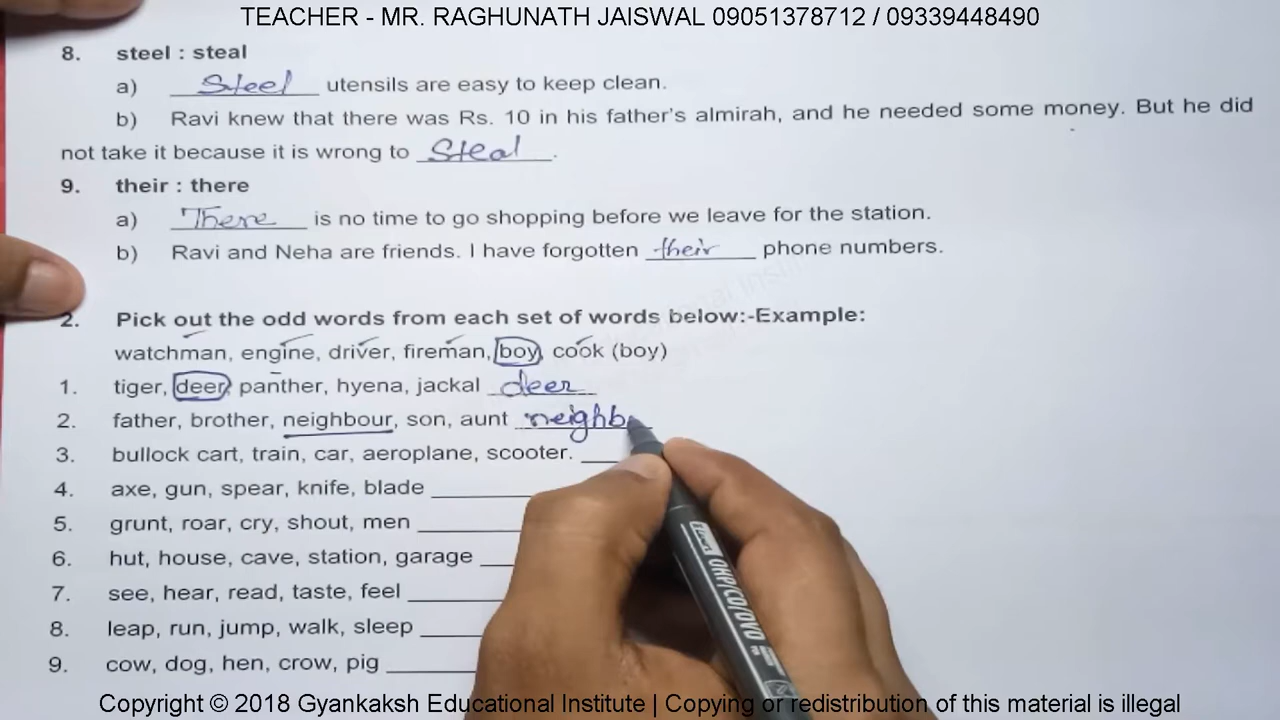 TEACHER - MR. RAGHUNATH JAISWAL 09051378712 / 09339448490
8. steel : steal
a) Steel utensils are easy to keep clean.
b) Ravi knew that there was Rs. 10 in his father's almirah, and he needed some money. But he did
not take it because it is wrong to Steal.
9. their : there
a) There is no time to go shopping before we leave for the station.
b) Ravi and Neha are friends. I have forgotten their phone numbers.
2. Pick out the odd words from each set of words below:-Example:
watchman, engine, driver, fireman, boy, cook (boy)
1. tiger, deer, panther, hyena, jackal deer
2. father, brother, neighbour, son, aunt neighb
3. bullock cart, train, car, aeroplane, scooter.
4. axe, gun, spear, knife, blade
5. grunt, roar, cry, shout, men
6. hut, house, cave, station, garage
7. see, hear, read, taste, feel
8. leap, run, jump, walk, sleep
9. cow, dog, hen, crow, pig
OHP/CD/DVD
Copyright © 2018 Gyankaksh Educational Institute | Copying or redistribution of this material is illegal